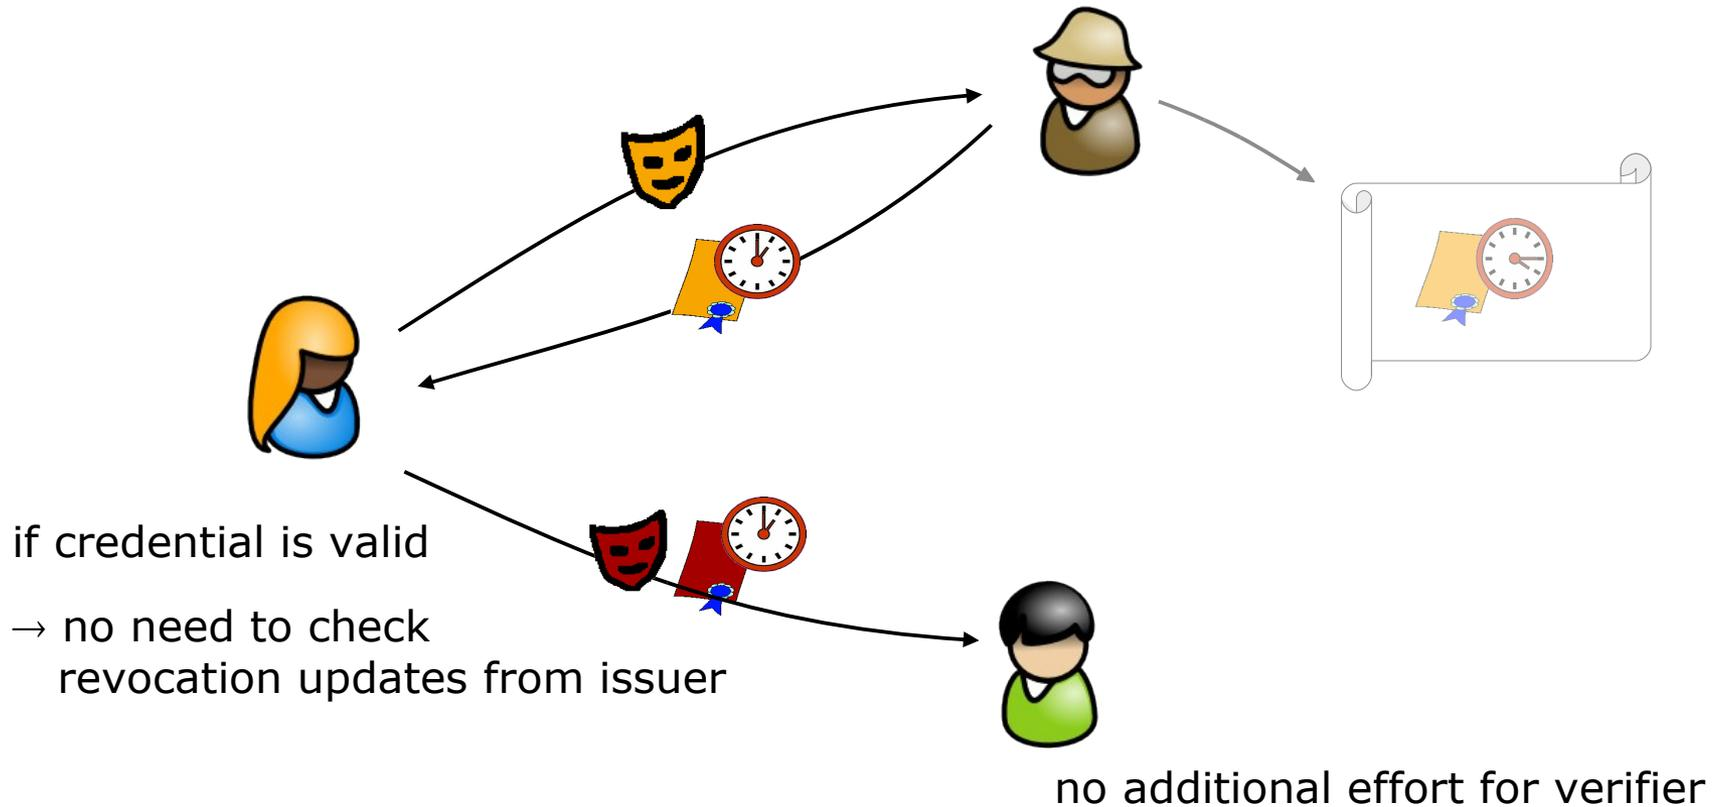 if credential is valid
→ no need to check
revocation updates from issuer
no additional effort for verifier